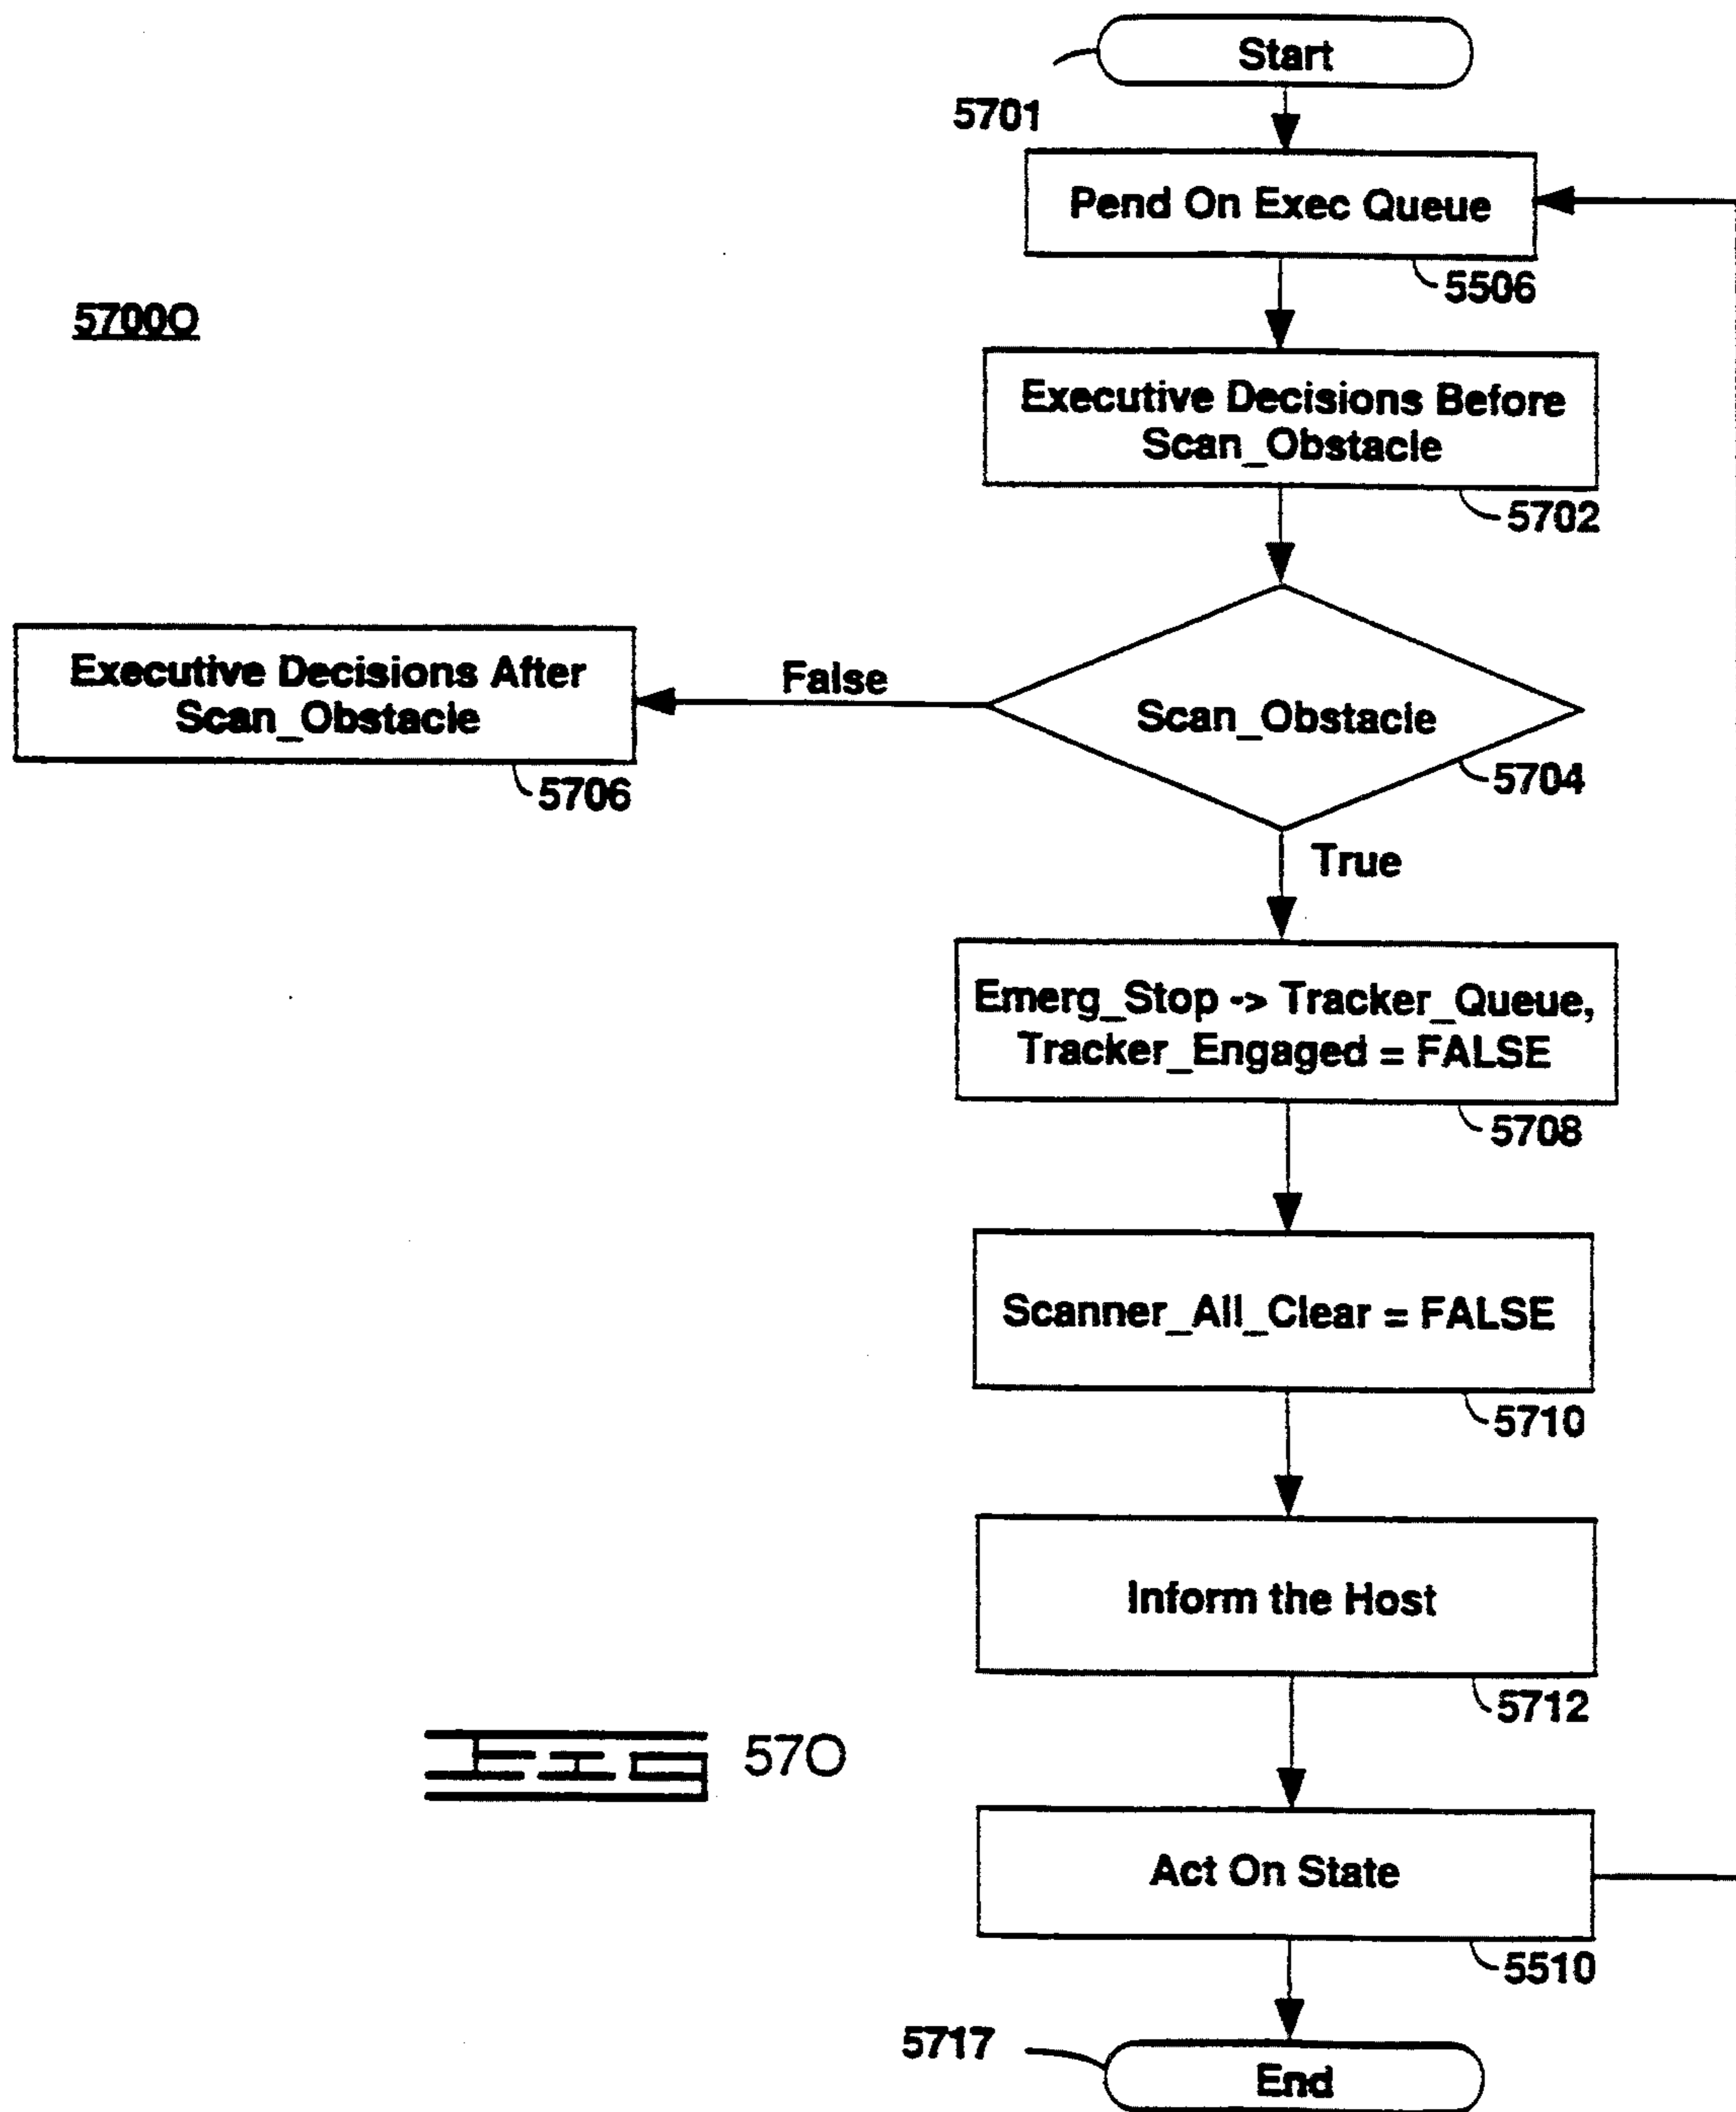 Start
5701
Pend On Exec Queue
5506
5700O
Executive Decisions Before
Scan_Obstacle
5702
Executive Decisions After
Scan_Obstacle
5706
False
Scan_Obstacle
5704
True
Emerg_Stop -> Tracker_Queue,
Tracker_Engaged = FALSE
5708
Scanner_All_Clear = FALSE
5710
Inform the Host
5712
FIG 57O
Act On State
5510
5717
End